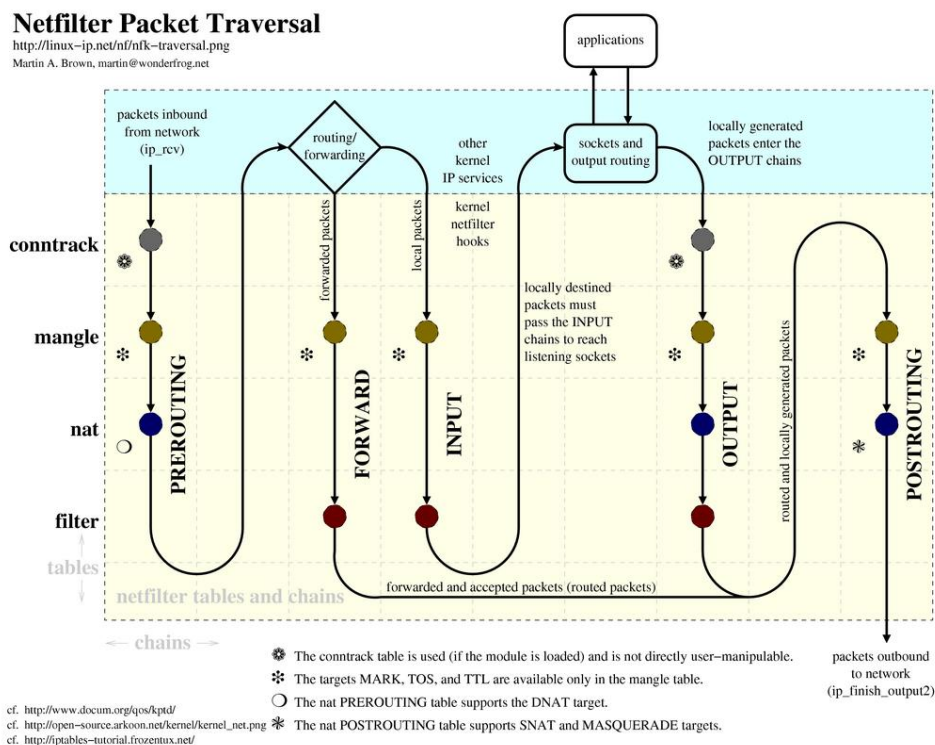 Netfilter Packet Traversal
http://linux-ip.net/nf/nfk-traversal.png
Martin A. Brown, martin@wonderfrog.net
applications
packets inbound
from network
(ip_rcv)
routing/
forwarding
other
kernel
IP services
sockets and
output routing
locally generated
packets enter the
OUTPUT chains
kernel
netfilter
hooks
forwarded packets
local packets
conntrack
mangle
nat
filter
tables
locally destined
packets must
pass the INPUT
chains to reach
listening sockets
PREROUTING
FORWARD
INPUT
OUTPUT
routed and locally generated packets
POSTROUTING
forwarded and accepted packets (routed packets)
netfilter tables and chains
chains
The conntrack table is used (if the module is loaded) and is not directly user-manipulable.
The targets MARK, TOS, and TTL are available only in the mangle table.
The nat PREROUTING table supports the DNAT target.
The nat POSTROUTING table supports SNAT and MASQUERADE targets.
packets outbound
to network
(ip_finish_output2)
cf. http://www.docum.org/qos/kptd/
cf. http://open-source.arkoon.net/kernel/kernel_net.png
cf. http://iptables-tutorial.frozentux.net/